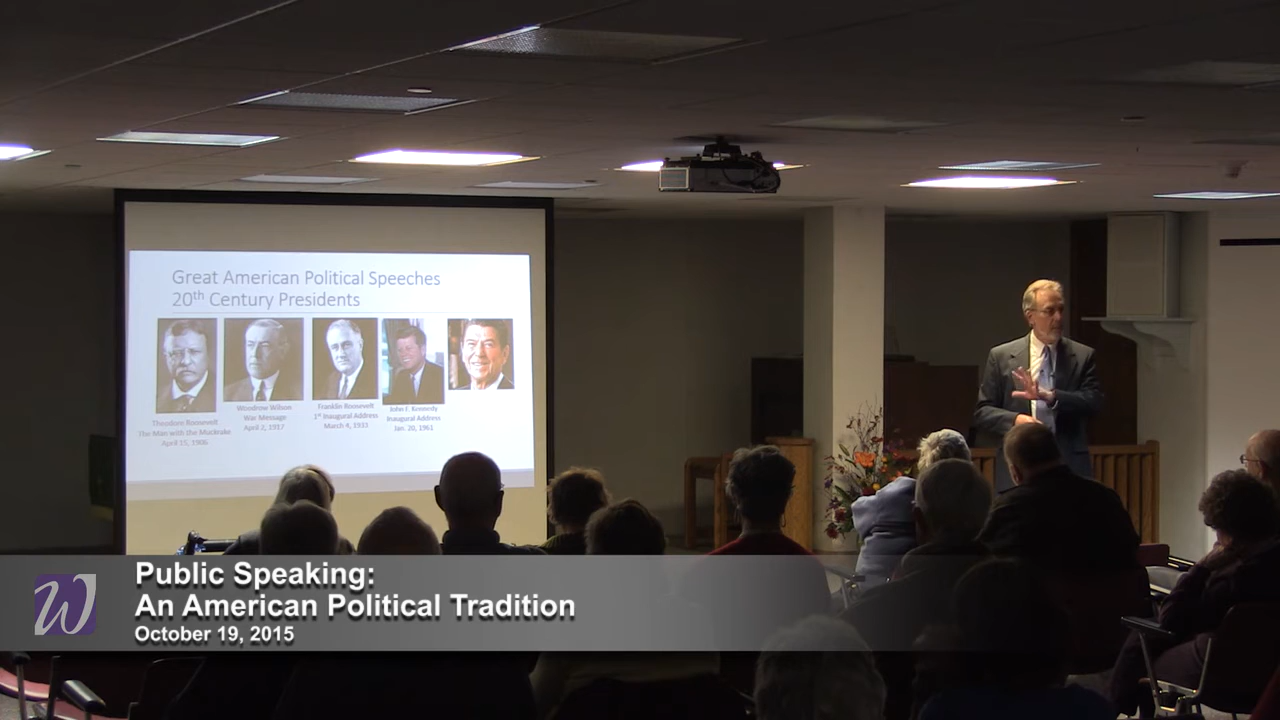 Great American Political Speeches
20th Century Presidents
Theodore Roosevelt
The Man with the Muckrake
April 15, 1906
Woodrow Wilson
War Message
April 2, 1917
Franklin Roosevelt
1st Inaugural Address
March 4, 1933
John F. Kennedy
Inaugural Address
Jan. 20, 1961
W
Public Speaking:
An American Political Tradition
October 19, 2015